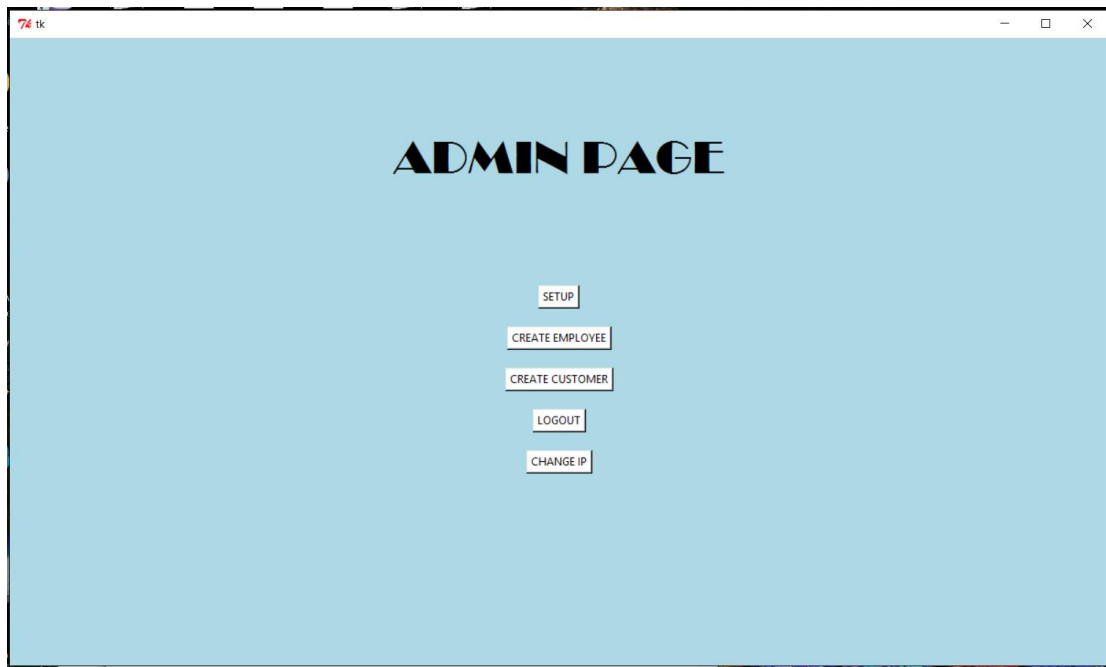 tk
ADMIN PAGE
SETUP
CREATE EMPLOYEE
CREATE CUSTOMER
LOGOUT
CHANGE IP